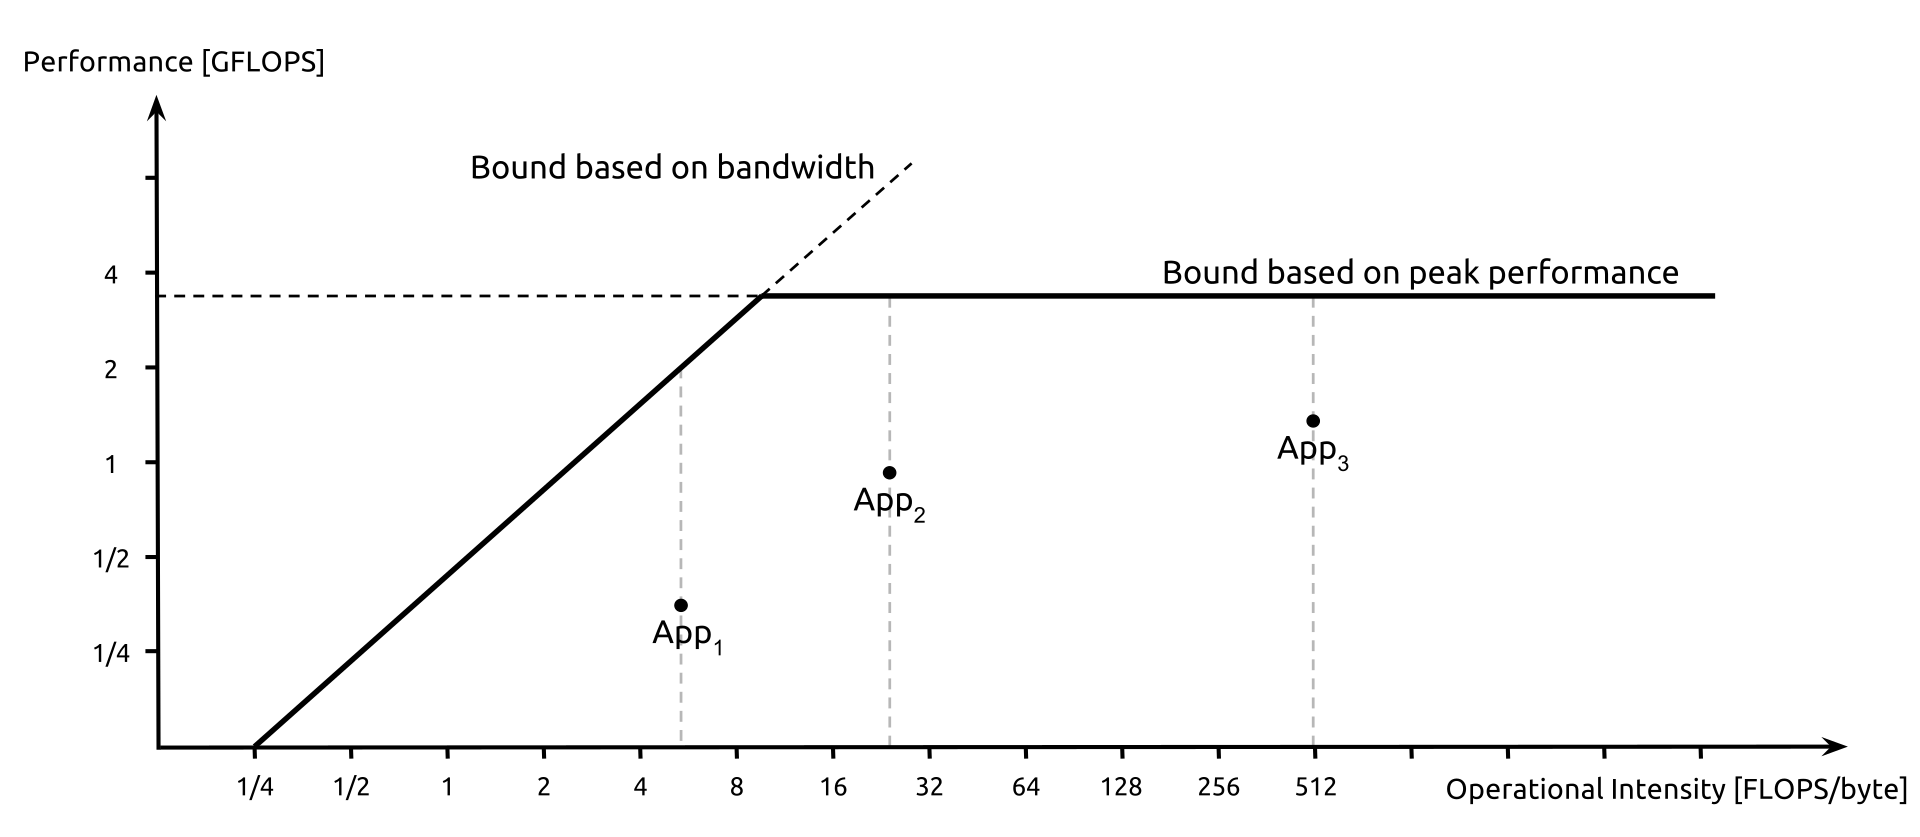 Performance [GFLOPS]
Bound based on bandwidth
Bound based on peak performance
4
2
1
1/2
1/4
App3
App2
App1
1/4 1/2 1 2 4 8 16 32 64 128 256 512 Operational Intensity [FLOPS/byte]